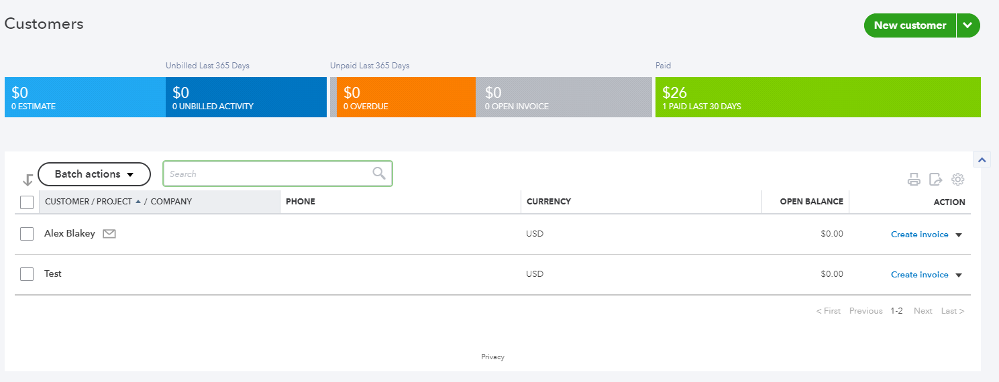 Customers
New customer
Unbilled Last 365 Days
Unpaid Last 365 Days
Paid
$0
0 ESTIMATE
$0
0 UNBILLED ACTIVITY
$0
0 OVERDUE
$0
0 OPEN INVOICE
$26
1 PAID LAST 30 DAYS
Batch actions
Search
CUSTOMER / PROJECT / COMPANY PHONE CURRENCY OPEN BALANCE ACTION
Alex Blakey USD $0.00 Create invoice
Test USD $0.00 Create invoice
< First Previous 1-2 Next Last >
Privacy